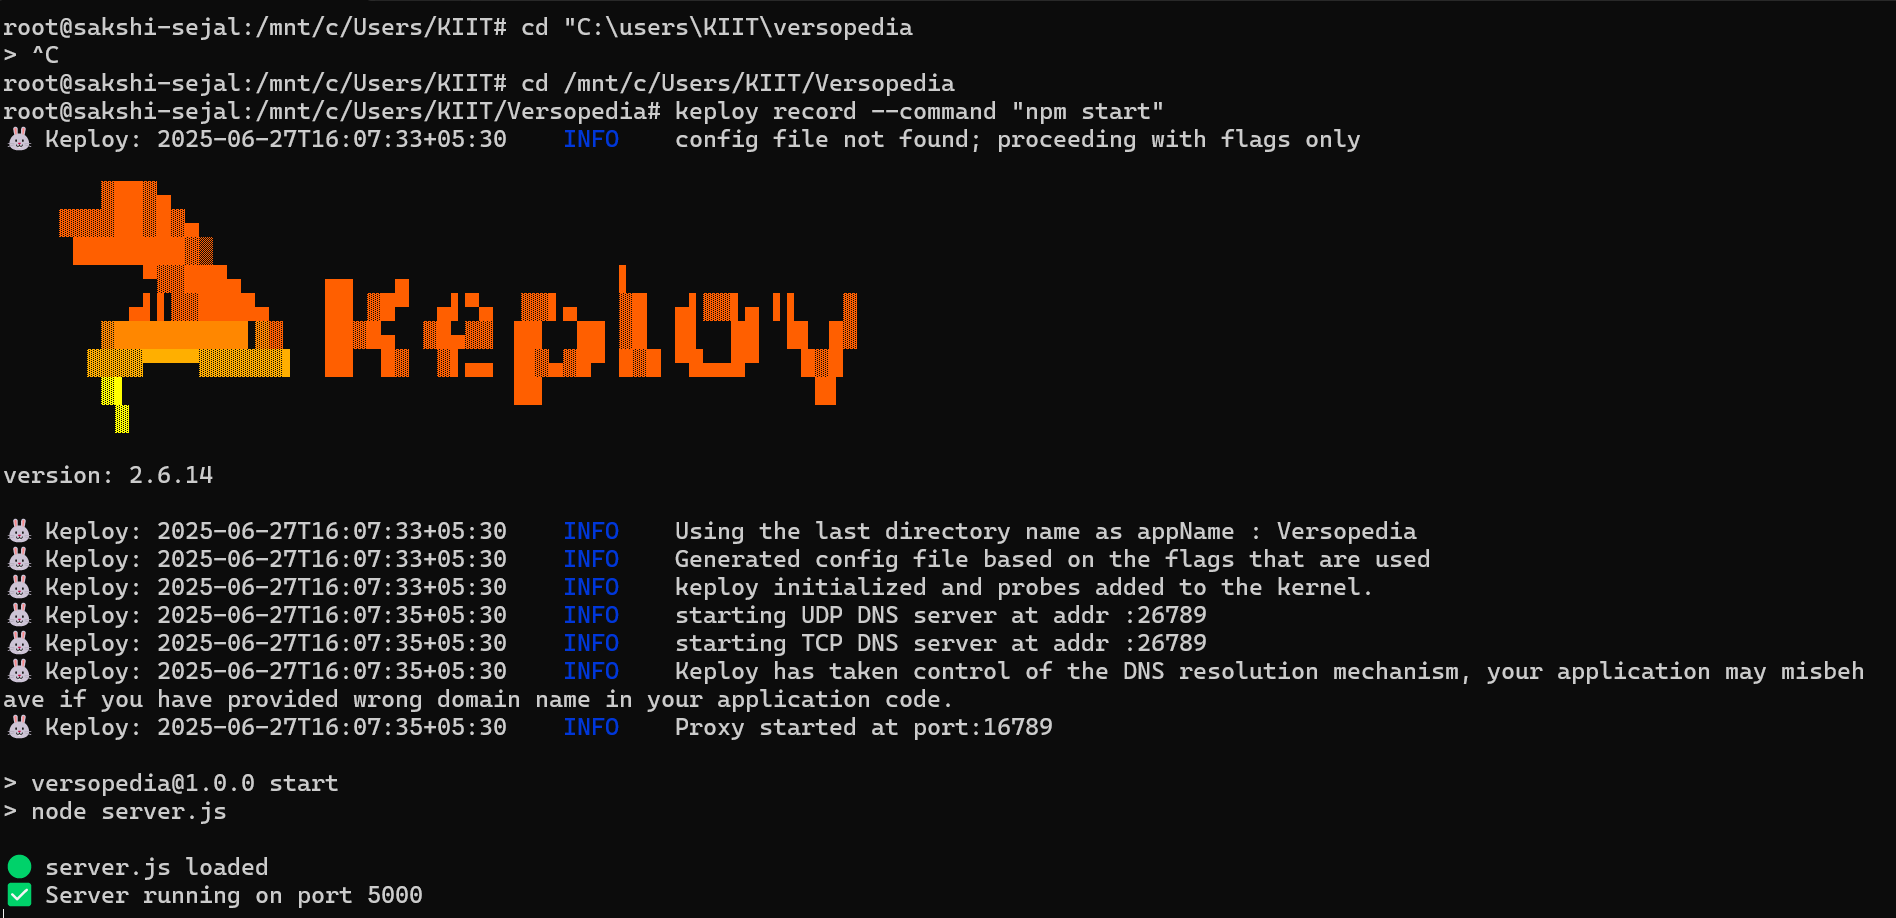 root@sakshi-sejal:/mnt/c/Users/KIIT# cd "C:\users\KIIT\versopedia
> ^C
root@sakshi-sejal:/mnt/c/Users/KIIT# cd /mnt/c/Users/KIIT/Versopedia
root@sakshi-sejal:/mnt/c/Users/KIIT/Versopedia# keploy record --command "npm start"
🐰 Keploy: 2025-06-27T16:07:33+05:30    INFO    config file not found; proceeding with flags only
Keploy
version: 2.6.14
🐰 Keploy: 2025-06-27T16:07:33+05:30    INFO    Using the last directory name as appName : Versopedia
🐰 Keploy: 2025-06-27T16:07:33+05:30    INFO    Generated config file based on the flags that are used
🐰 Keploy: 2025-06-27T16:07:33+05:30    INFO    keploy initialized and probes added to the kernel.
🐰 Keploy: 2025-06-27T16:07:35+05:30    INFO    starting UDP DNS server at addr :26789
🐰 Keploy: 2025-06-27T16:07:35+05:30    INFO    starting TCP DNS server at addr :26789
🐰 Keploy: 2025-06-27T16:07:35+05:30    INFO    Keploy has taken control of the DNS resolution mechanism, your application may misbeh
ave if you have provided wrong domain name in your application code.
🐰 Keploy: 2025-06-27T16:07:35+05:30    INFO    Proxy started at port:16789
> versopedia@1.0.0 start
> node server.js
🟢 server.js loaded
✅ Server running on port 5000